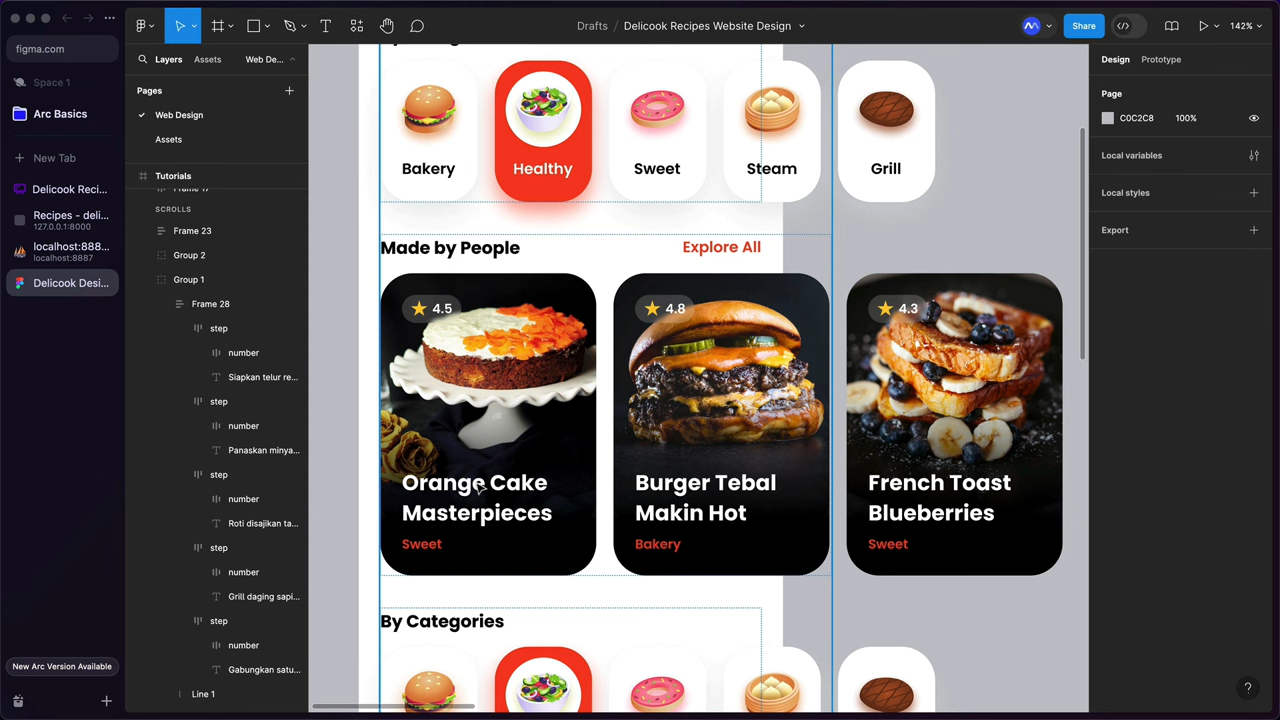 figma.com
Drafts / Delicook Recipes Website Design
Share
142%
Space 1
Arc Basics
New Tab
Delicook Reci...
Recipes - deli...
127.0.0.1:8000
localhost:888...
localhost:8887
Delicook Desi...
New Arc Version Available
Layers
Assets
Web De...
Pages
Web Design
Assets
Tutorials
SCROLLS
Frame 23
Group 2
Group 1
Frame 28
step
number
Siapkan telur re...
step
number
Panaskan minya...
step
number
Roti disajikan ta...
step
number
Grill daging sapi...
step
number
Gabungkan satu...
Line 1
Bakery
Healthy
Sweet
Steam
Grill
Made by People
Explore All
4.5
Orange Cake
Masterpieces
Sweet
4.8
Burger Tebal
Makin Hot
Bakery
4.3
French Toast
Blueberries
Sweet
By Categories
Design
Prototype
Page
C0C2C8
100%
Local variables
Local styles
Export
?